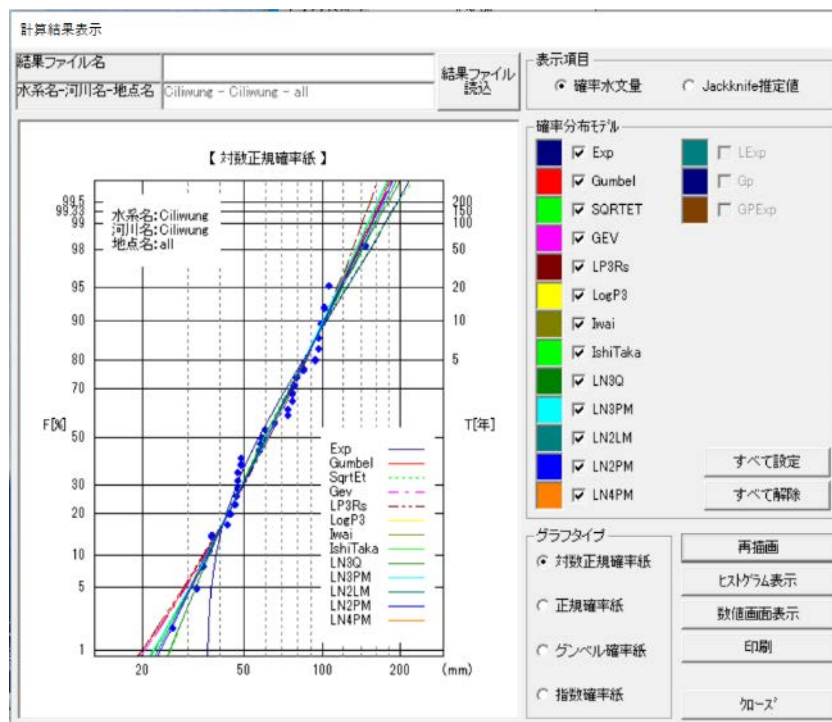 計算結果表示
結果ファイル名
水系名-河川名-地点名
Ciliwung - Ciliwung - all
結果ファイル
読込
表示項目
確率水文量
Jackknife推定値
【 対数正規確率紙 】
水系名:Ciliwung
河川名:Ciliwung
地点名:all
99.5
99.33
99
98
95
90
80
70
50
30
20
10
5
1
F[%]
200
150
100
50
20
10
5
T[年]
Exp
Gumbel
SqrtEt
Gev
LP3Rs
LogP3
Iwai
IshiTaka
LN3Q
LN3PM
LN2LM
LN2PM
LN4PM
20
50
100
200
(mm)
確率分布モデル
Exp
Gumbel
SQRTET
GEV
LP3Rs
LogP3
Iwai
IshiTaka
LN3Q
LN3PM
LN2LM
LN2PM
LN4PM
LExp
Gp
GPExp
すべて設定
すべて解除
グラフタイプ
対数正規確率紙
正規確率紙
グンベル確率紙
指数確率紙
再描画
ヒストグラム表示
数値画面表示
印刷
クローズ